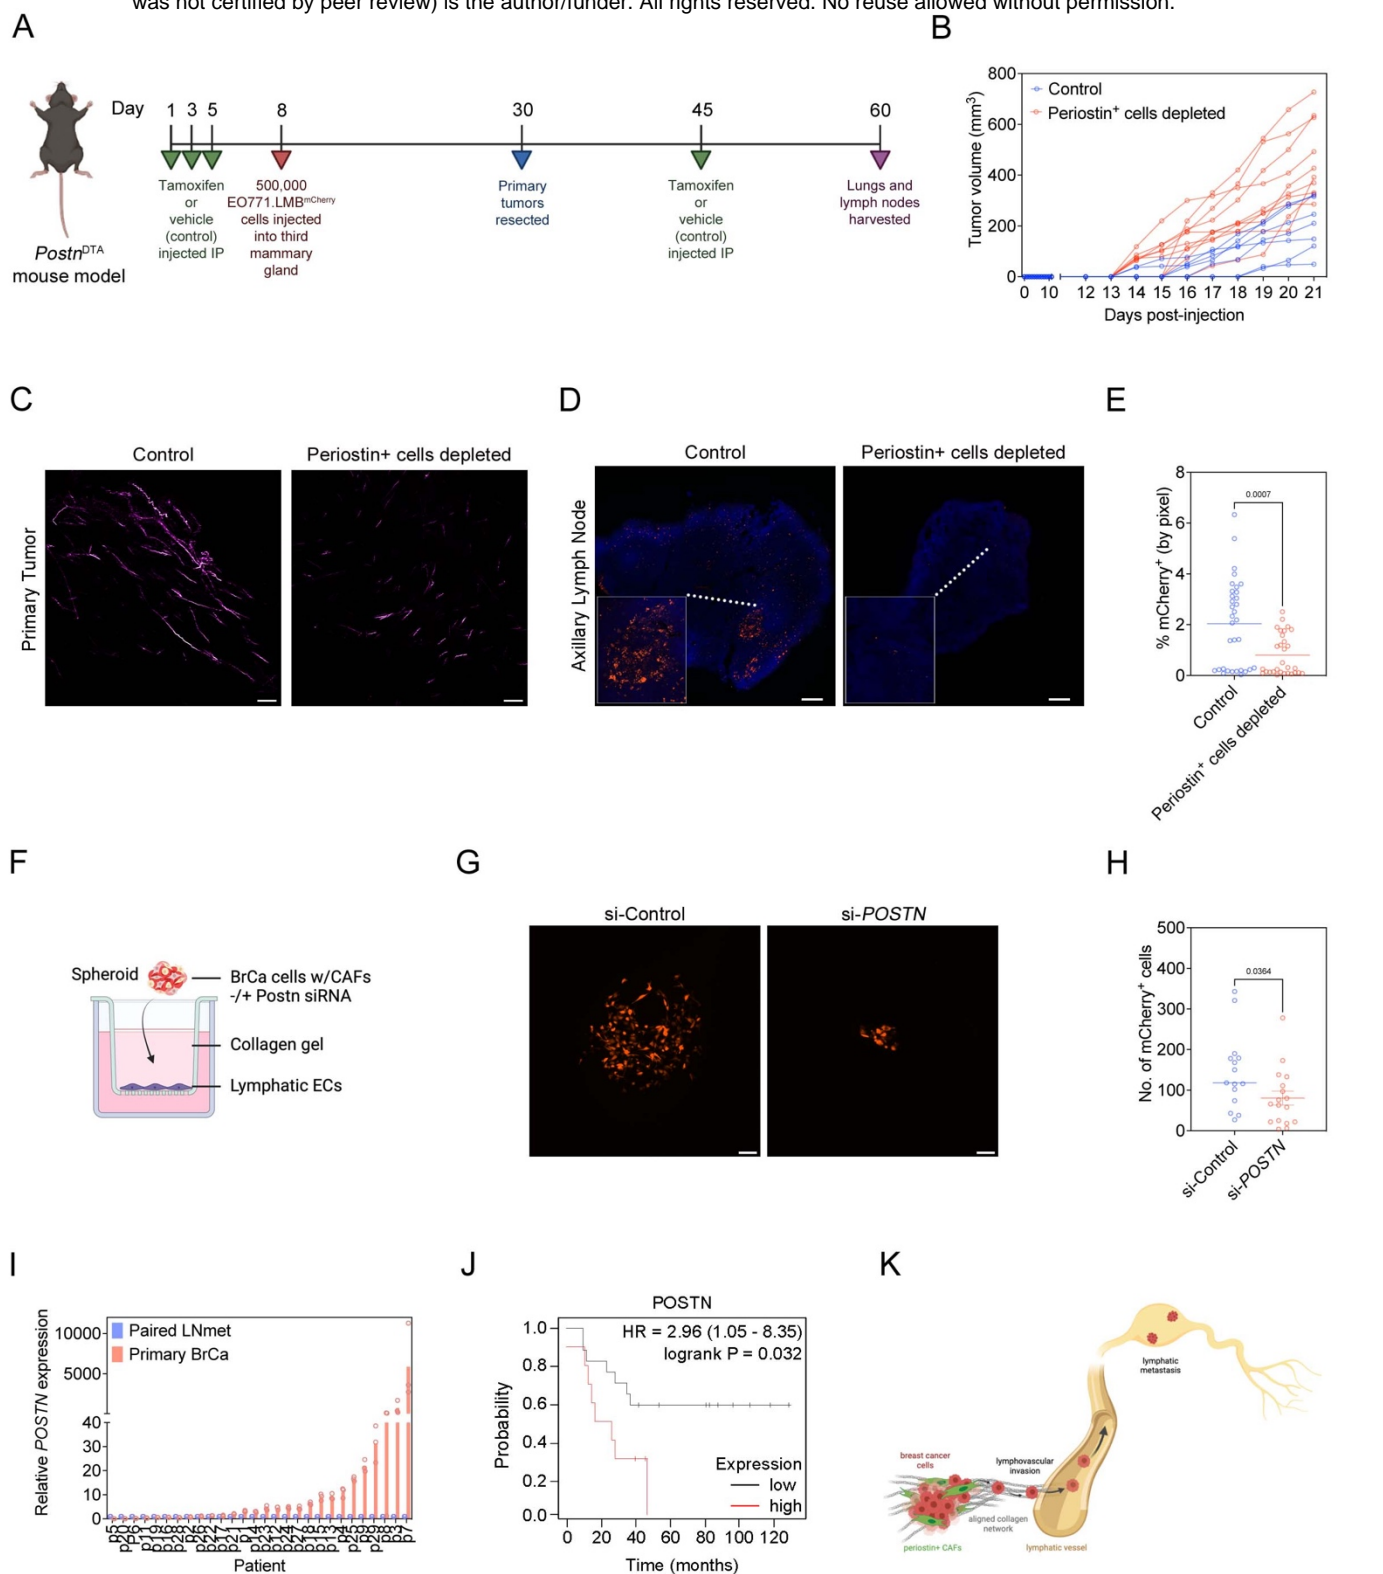 was not certified by peer review) is the author/funder. All rights reserved. No reuse allowed without permission.
A
Day
1 3 5 8 30 45 60
Tamoxifen
or
vehicle
(control)
injected IP
500,000
EO771.LMBmCherry
cells injected
into third
mammary
gland
Primary
tumors
resected
Tamoxifen
or
vehicle
(control)
injected IP
Lungs and
lymph nodes
harvested
PostnDTA
mouse model
B
Control
Periostin+ cells depleted
Tumor volume (mm3)
800
600
400
200
0
0 10 12 13 14 15 16 17 18 19 20 21
Days post-injection
C
Control
Periostin+ cells depleted
Primary Tumor
D
Control
Periostin+ cells depleted
Axillary Lymph Node
E
% mCherry+ (by pixel)
8
6
4
2
0
0.0007
Control
Periostin+ cells depleted
F
Spheroid
BrCa cells w/CAFs
-/+ Postn siRNA
Collagen gel
Lymphatic ECs
G
si-Control
si-POSTN
H
No. of mCherry+ cells
500
400
300
200
100
0
0.0364
si-Control
si-POSTN
I
Relative POSTN expression
Paired LNmet
Primary BrCa
10000
5000
40
30
20
10
0
Patient
J
POSTN
HR = 2.96 (1.05 - 8.35)
logrank P = 0.032
Probability
1.0
0.8
0.6
0.4
0.2
0.0
Expression
low
high
0 20 40 60 80 100 120
Time (months)
K
lymphatic
metastasis
breast cancer
cells
lymphovascular
invasion
aligned collagen
network
periostin+ CAFs
lymphatic vessel